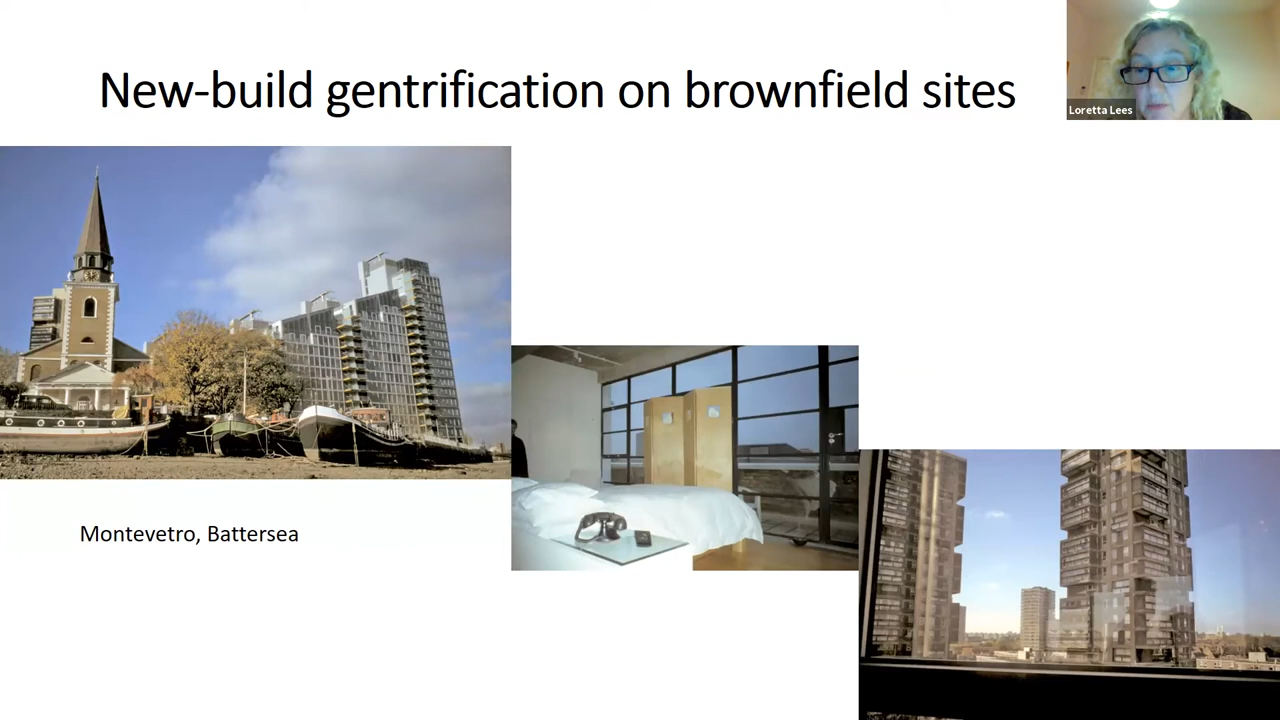 New-build gentrification on brownfield sites
Loretta Lees
Montevetro, Battersea